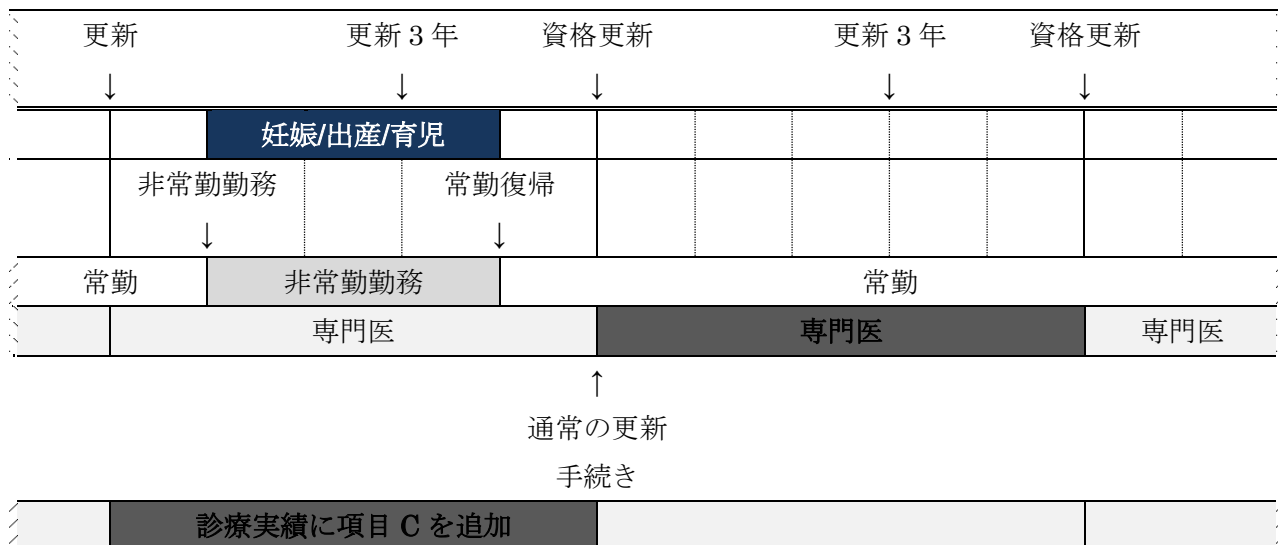 更新 更新３年 資格更新 更新３年 資格更新
↓ ↓ ↓ ↓ ↓
妊娠/出産/育児
非常勤勤務 常勤復帰
↓ ↓
常勤 非常勤勤務 常勤
専門医 専門医 専門医
↑
通常の更新
手続き
診療実績に項目 C を追加